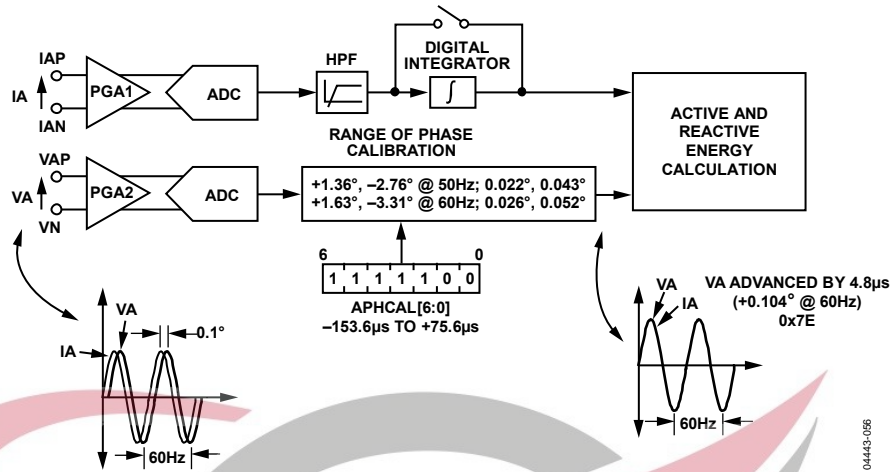 IAP
IA
IAN
PGA1
ADC
HPF
DIGITAL
INTEGRATOR
∫
ACTIVE AND
REACTIVE
ENERGY
CALCULATION
VAP
VA
VN
PGA2
ADC
RANGE OF PHASE
CALIBRATION
+1.36°, –2.76° @ 50Hz; 0.022°, 0.043°
+1.63°, –3.31° @ 60Hz; 0.026°, 0.052°
6 0
1 1 1 1 1 0 0
APHCAL[6:0]
–153.6µs TO +75.6µs
VA
IA
0.1°
60Hz
VA
IA
VA ADVANCED BY 4.8µs
(+0.104° @ 60Hz)
0x7E
60Hz
04443-056